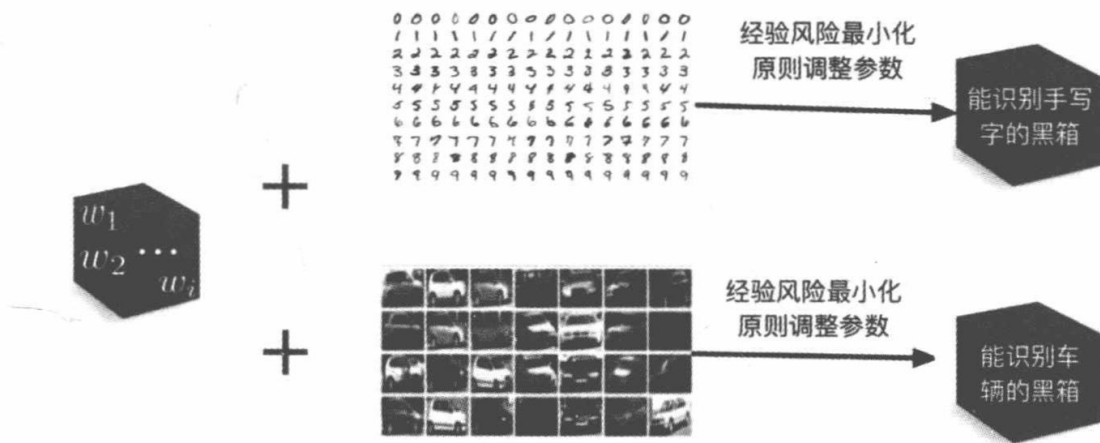 w₁
w₂ ···
wᵢ
+
0 0 0 0 0 0 0 0 0 0 0 0 0 0 0 0
1 1 1 1 1 1 1 1 1 1 1 1 1 1 1 1
2 2 2 2 2 2 2 2 2 2 2 2 2 2 2 2
3 3 3 3 3 3 3 3 3 3 3 3 3 3 3 3
4 4 4 4 4 4 4 4 4 4 4 4 4 4 4 4
5 5 5 5 5 5 5 5 5 5 5 5 5 5 5 5
6 6 6 6 6 6 6 6 6 6 6 6 6 6 6 6
7 7 7 7 7 7 7 7 7 7 7 7 7 7 7 7
8 8 8 8 8 8 8 8 8 8 8 8 8 8 8 8
9 9 9 9 9 9 9 9 9 9 9 9 9 9 9 9
经验风险最小化
原则调整参数
能识别手写
字的黑箱
+
经验风险最小化
原则调整参数
能识别车
辆的黑箱